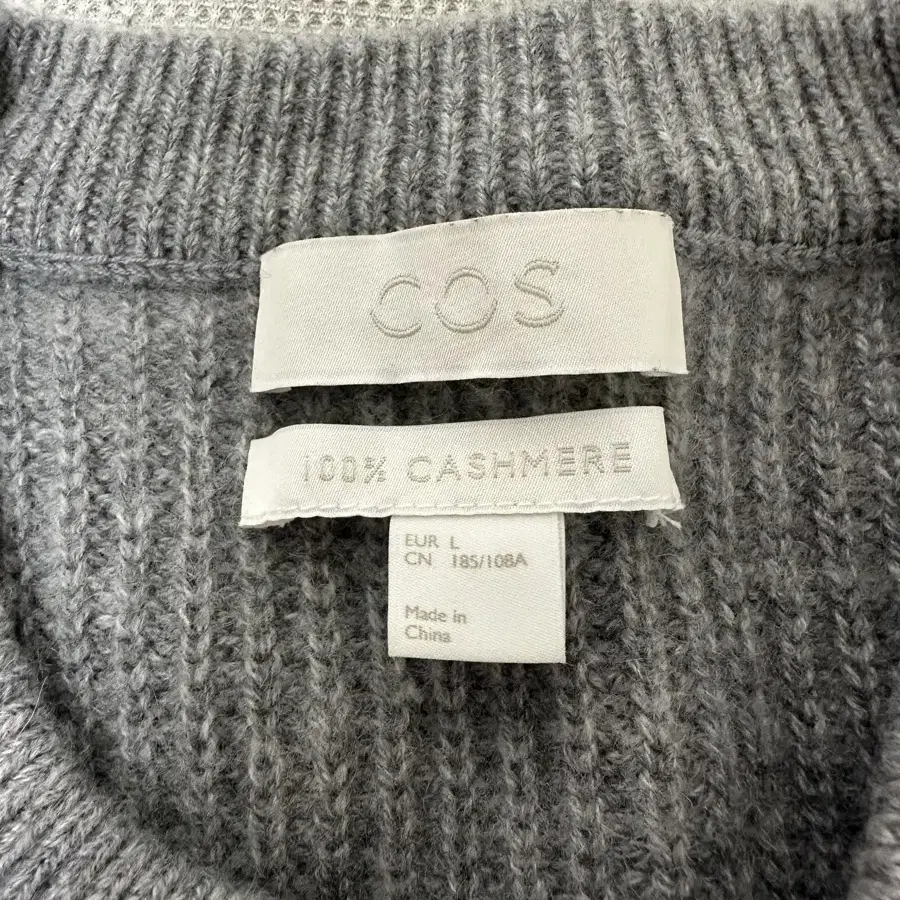 COS
100% CASHMERE
EUR L
CN 185/108A
Made in
China